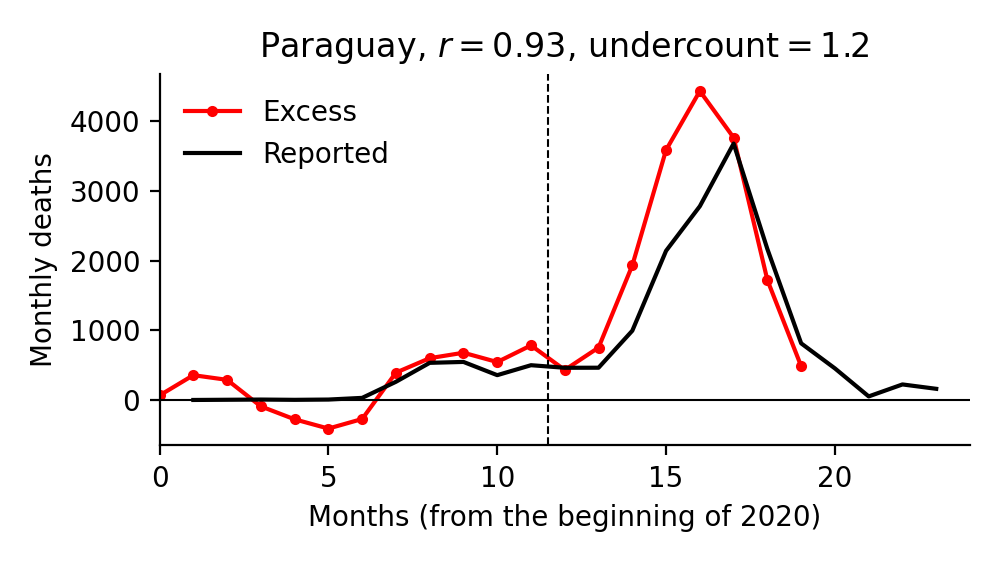 Paraguay, r = 0.93, undercount = 1.2
Excess
Reported
Monthly deaths
4000
3000
2000
1000
0
0 5 10 15 20
Months (from the beginning of 2020)